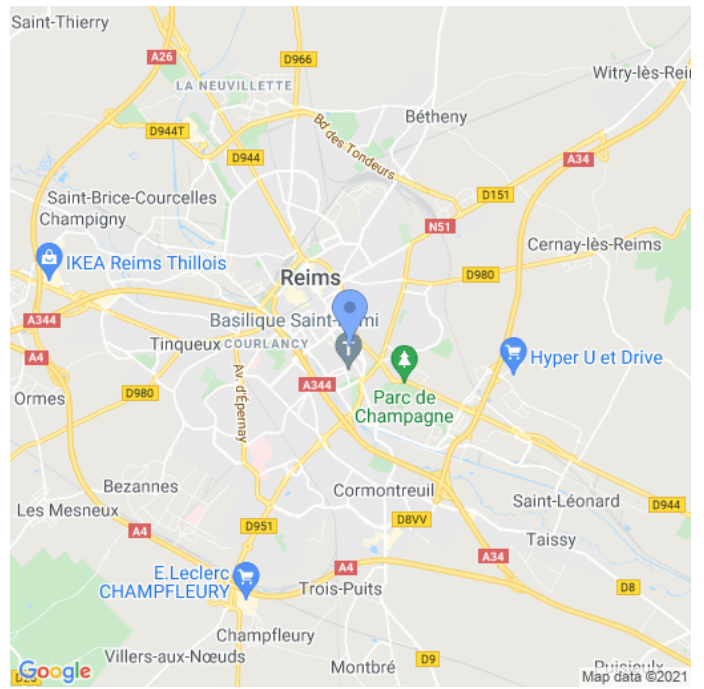 Saint-Thierry
A26
D966
Witry-lès-Rei
LA NEUVILLETTE
Bétheny
D944T
Bd des Tondeurs
D944
A34
Saint-Brice-Courcelles
D151
Champigny
N51
Cernay-lès-Reims
IKEA Reims Thillois
Reims
D980
A344
Basilique Saint- mi
Tinqueux
COURLANCY
A4
Hyper U et Drive
Av. d'Épernay
A344
D980
Parc de
Champagne
Ormes
Bezannes
Cormontreuil
Saint-Léonard
D944
Les Mesneux
D951
D8VV
A4
Taissy
A34
E.Leclerc
CHAMPFLEURY
A4
Trois-Puits
D8
Champfleury
Villers-aux-Nœuds
D9
Montbré
Puisieulx
Google
Map data ©2021